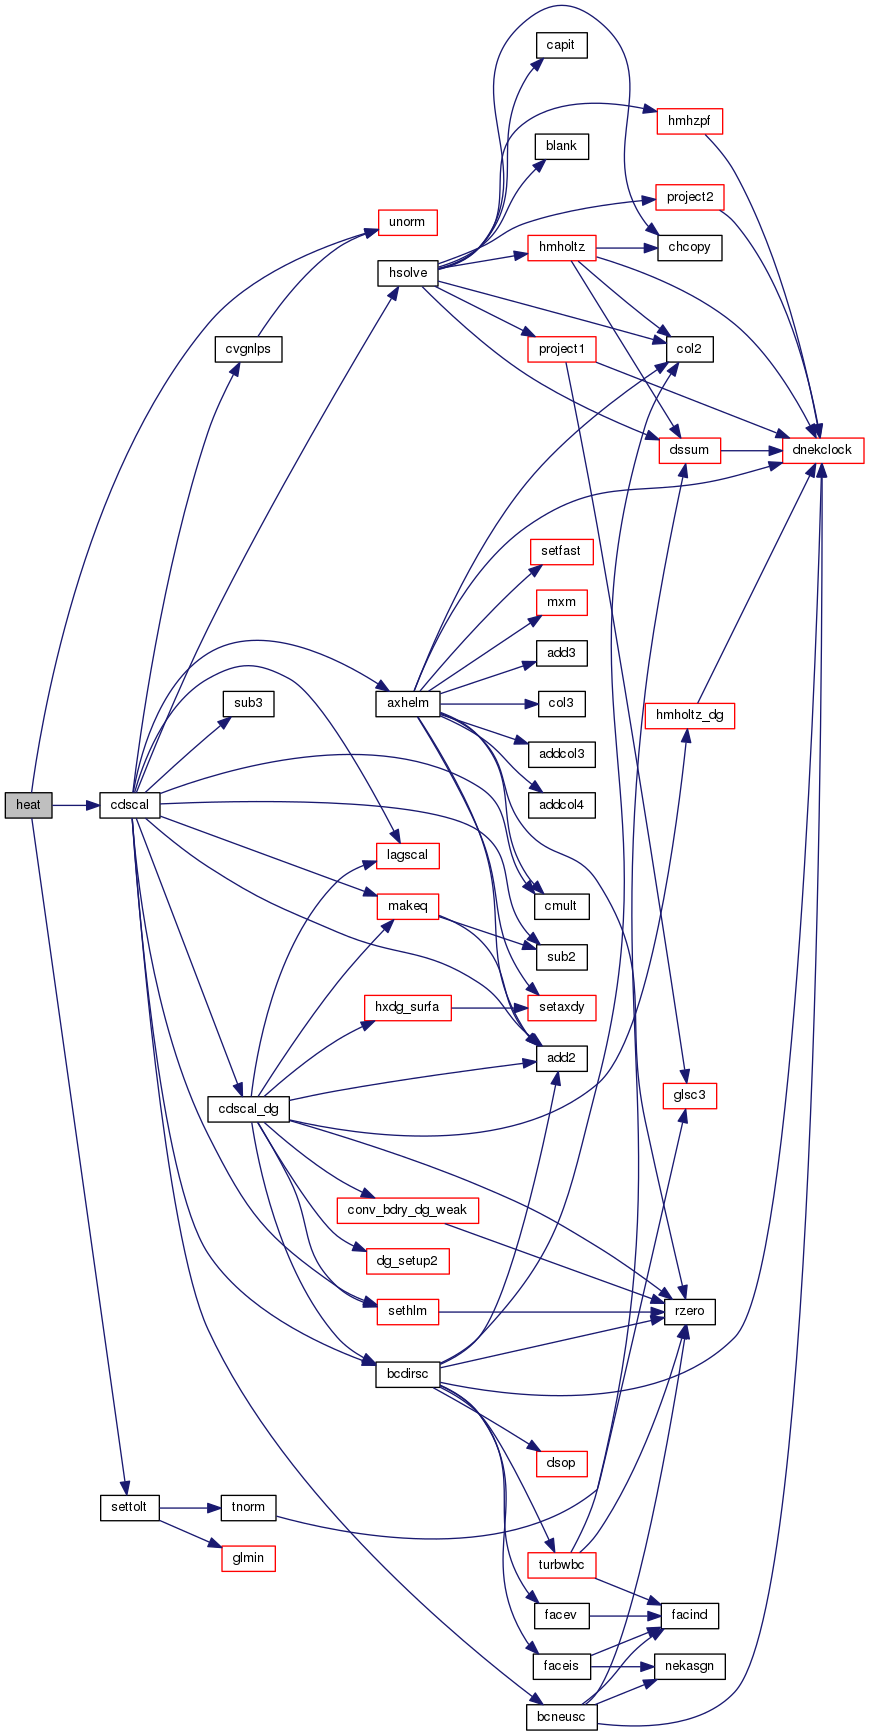 capit
hmhzpf
blank
project2
unorm
hmholtz
chcopy
hsolve
cvgnlps
project1
col2
dssum
dnekclock
setfast
mxm
add3
sub3
axhelm
col3
hmholtz_dg
addcol3
heat
cdscal
addcol4
lagscal
makeq
cmult
sub2
hxdg_surfa
setaxdy
add2
glsc3
cdscal_dg
conv_bdry_dg_weak
dg_setup2
sethlm
rzero
bcdirsc
dsop
settolt
tnorm
glmin
turbwbc
facev
facind
faceis
nekasgn
bcneusc